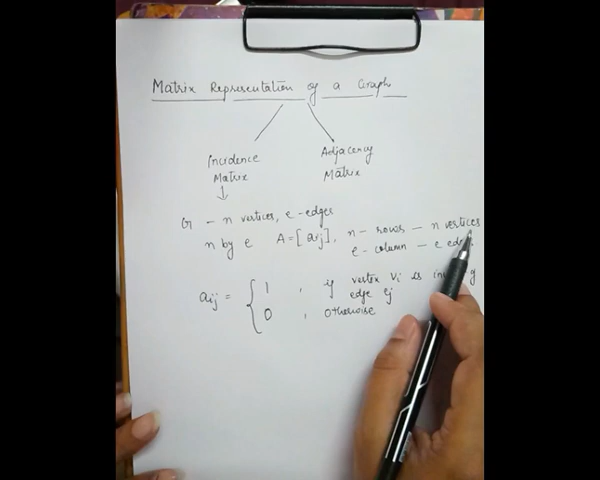 Matrix Representation of a Graph
Incidence Matrix
Adjacency Matrix
G - n vertices, e - edges
n by e A = [aij], n - rows - n vertices
e - column - e edges
aij = { 1 , if vertex vi is in
edge ej
0 , otherwise